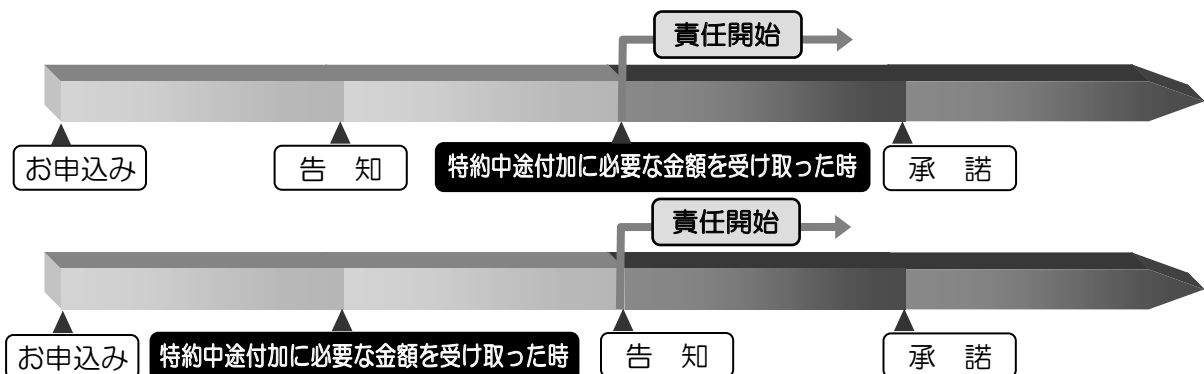 責任開始
お申込み
告 知
特約中途付加に必要な金額を受け取った時
承 諾
責任開始
お申込み
特約中途付加に必要な金額を受け取った時
告 知
承 諾